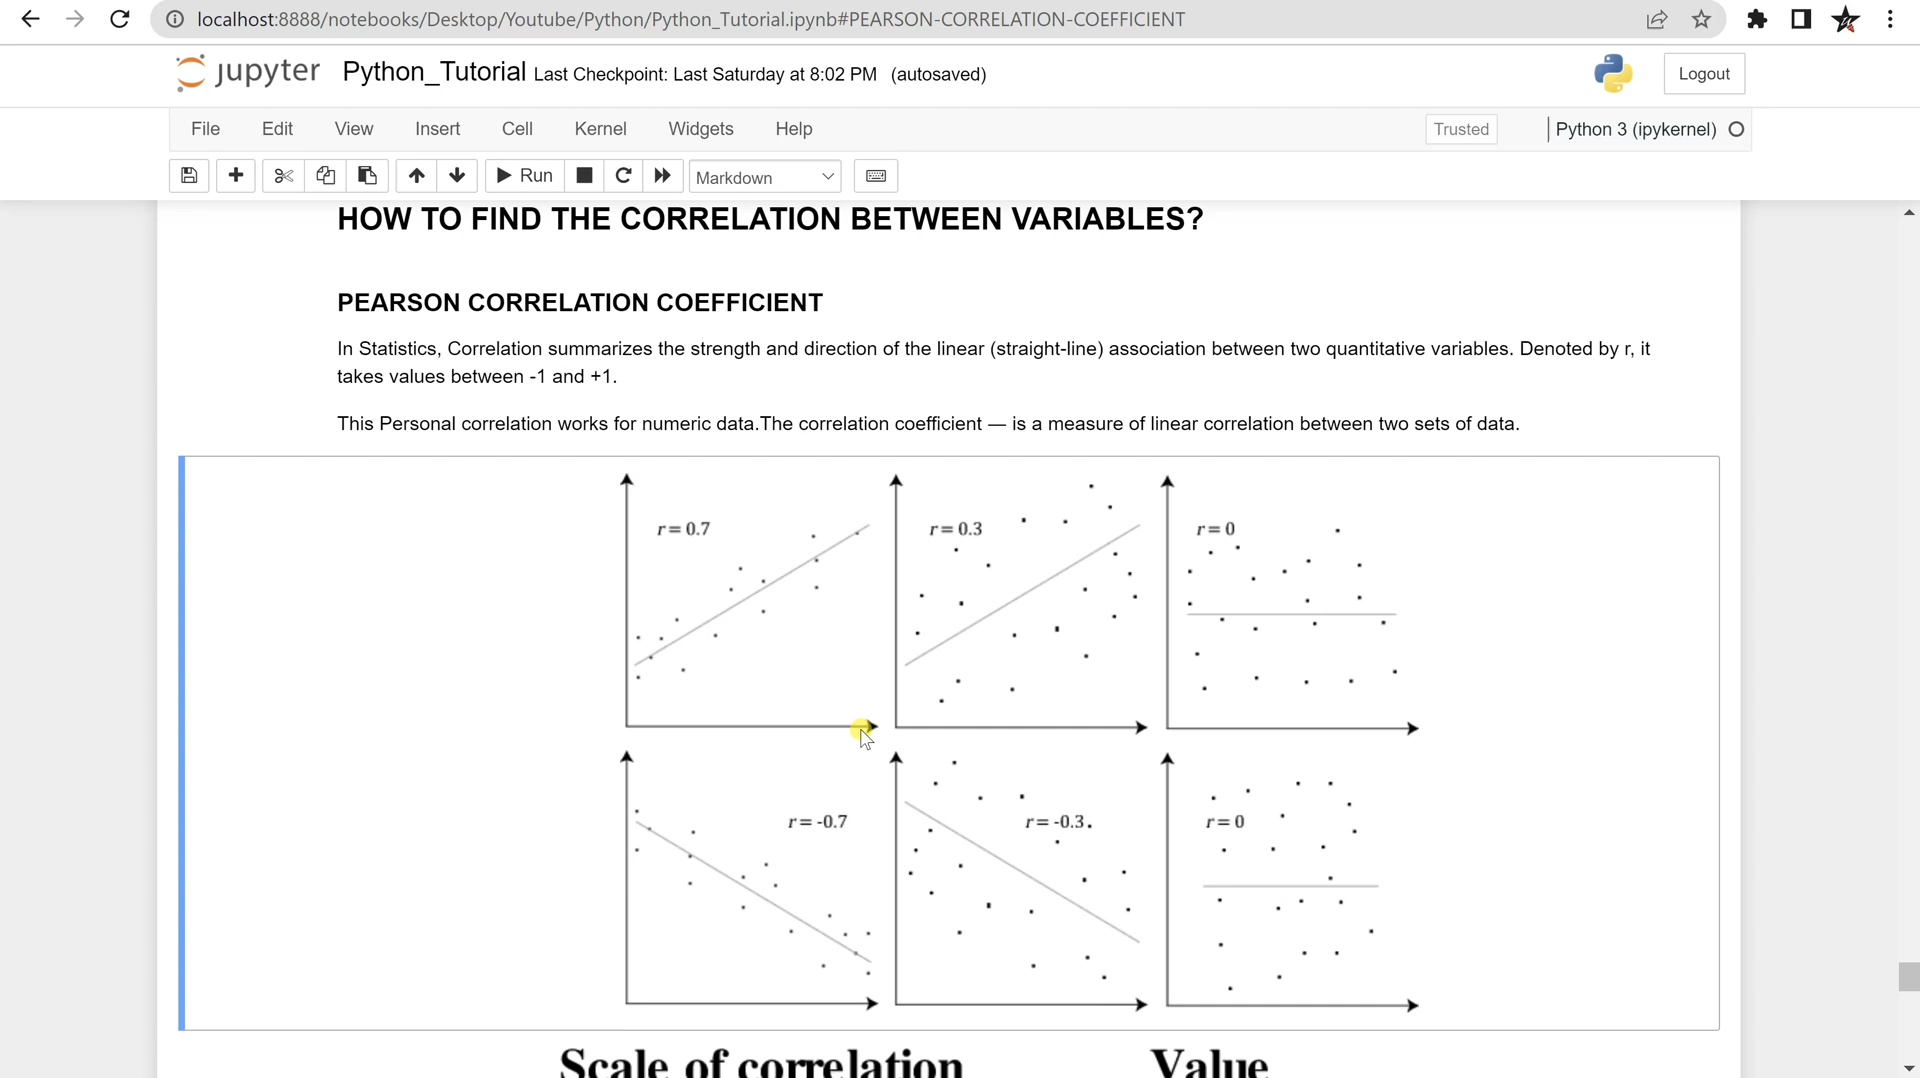 localhost:8888/notebooks/Desktop/Youtube/Python/Python_Tutorial.ipynb#PEARSON-CORRELATION-COEFFICIENT
jupyter Python_Tutorial Last Checkpoint: Last Saturday at 8:02 PM (autosaved) Logout
File Edit View Insert Cell Kernel Widgets Help Trusted Python 3 (ipykernel)
Run Markdown
HOW TO FIND THE CORRELATION BETWEEN VARIABLES?
PEARSON CORRELATION COEFFICIENT
In Statistics, Correlation summarizes the strength and direction of the linear (straight-line) association between two quantitative variables. Denoted by r, it
takes values between -1 and +1.
This Personal correlation works for numeric data.The correlation coefficient — is a measure of linear correlation between two sets of data.
r = 0.7 r = 0.3 r = 0
r = -0.7 r = -0.3 r = 0
Scale of correlation Value